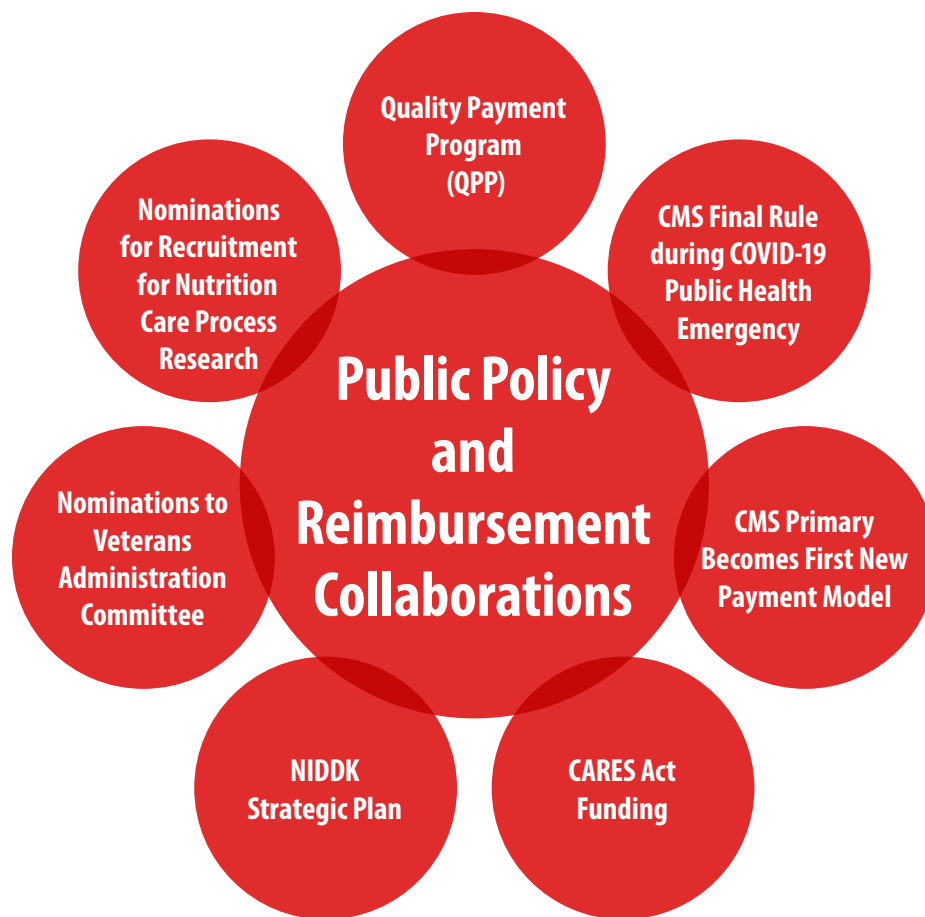 Quality Payment
Program
(QPP)
CMS Final Rule
during COVID-19
Public Health
Emergency
CMS Primary
Becomes First New
Payment Model
CARES Act
Funding
NIDDK
Strategic Plan
Nominations to
Veterans
Administration
Committee
Nominations
for Recruitment
for Nutrition
Care Process
Research
Public Policy
and
Reimbursement
Collaborations